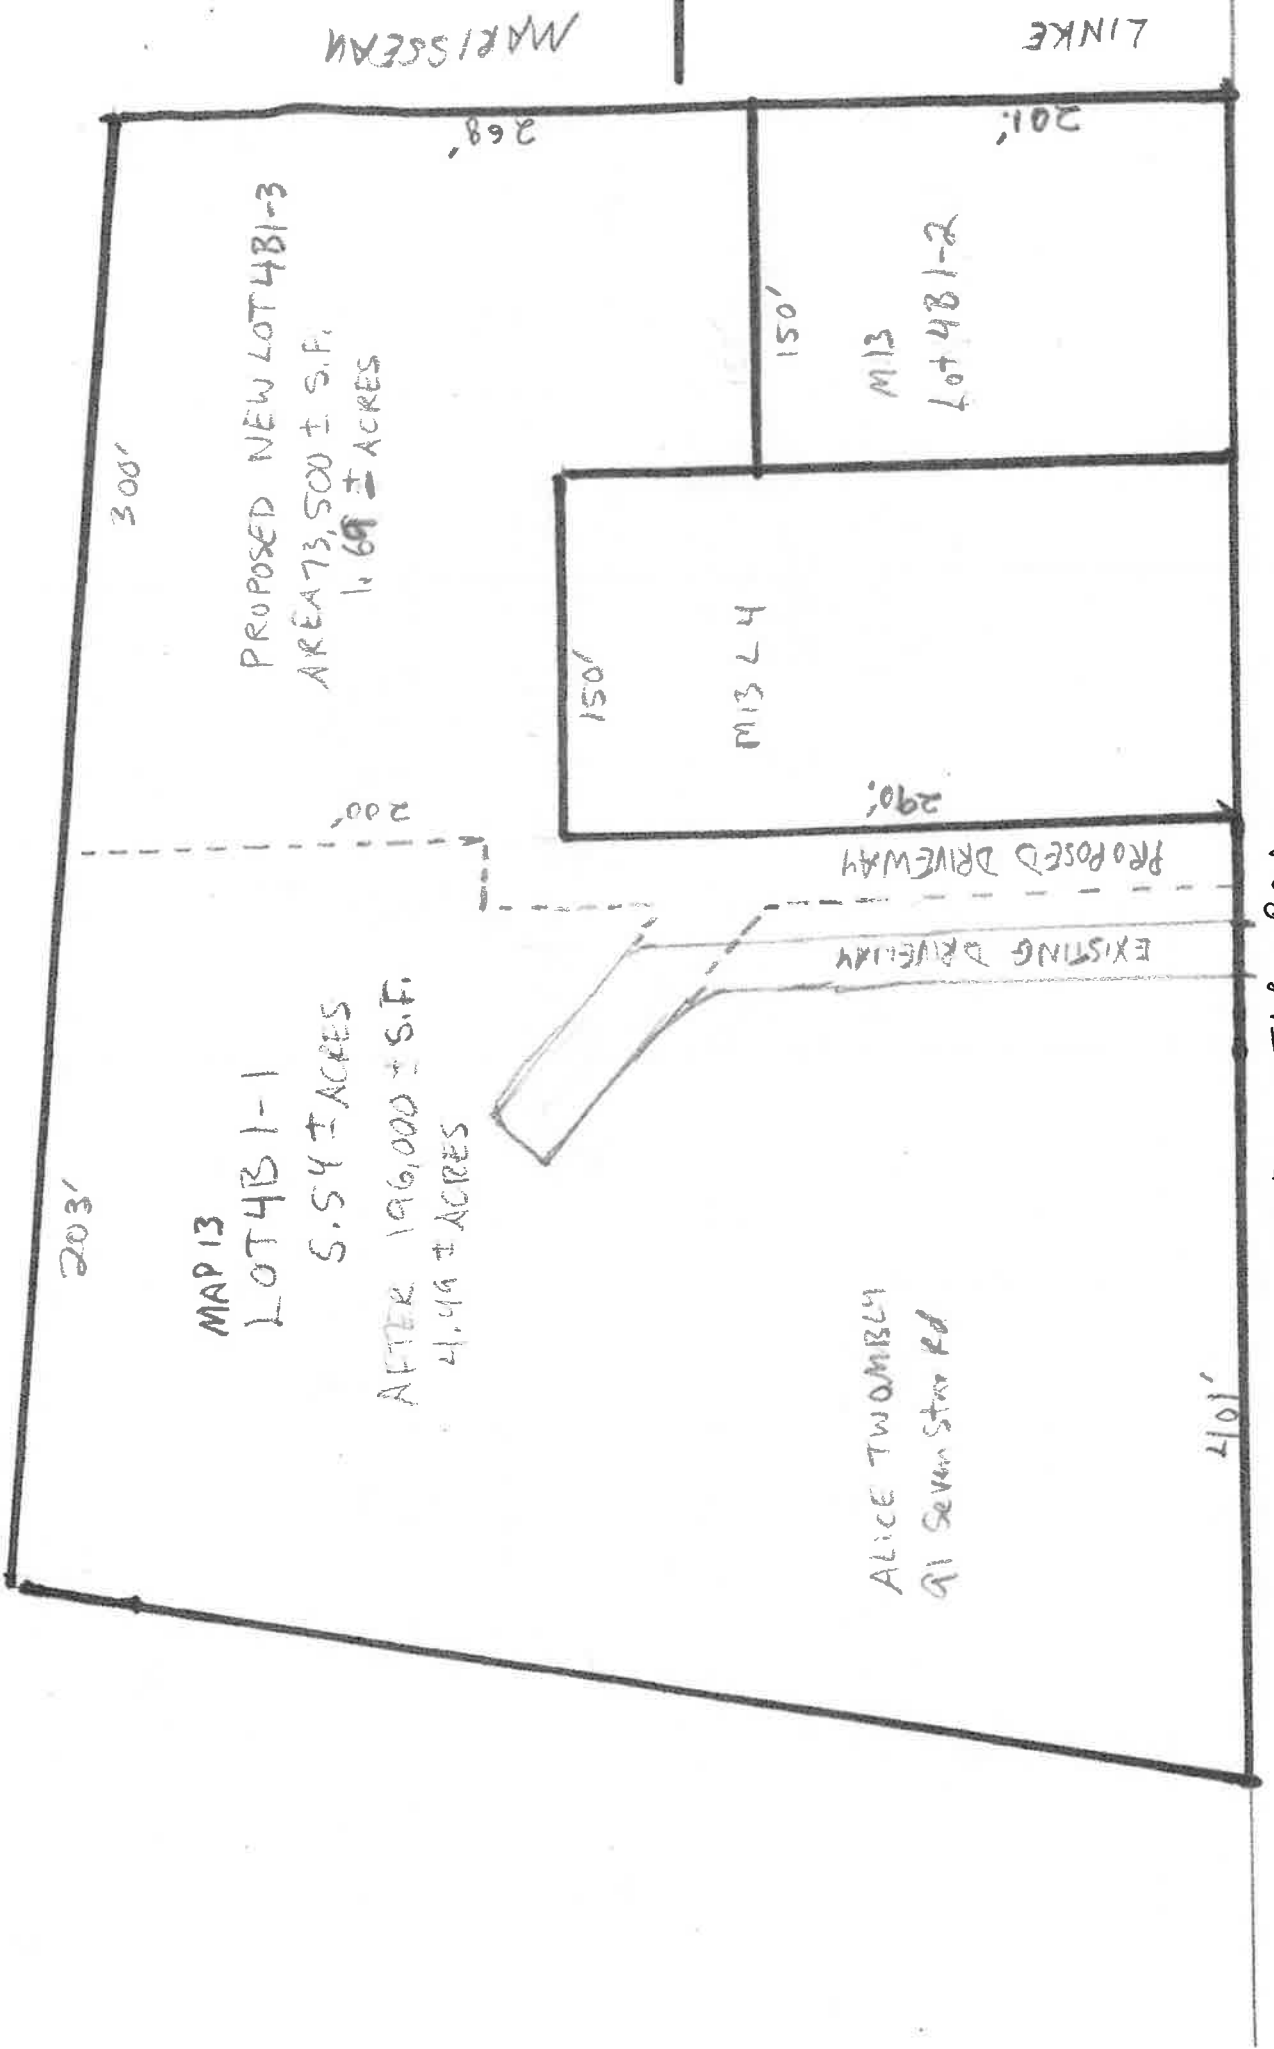 203'
300'
MAP 13
LOT 4B1-1
5.54 ± ACRES
AFTER 196,000 ± S.F.
4.49 ± ACRES
PROPOSED NEW LOT 4B1-3
AREA 73,500 ± S.F.
1.69 ± ACRES
200'
268'
MARISSEAU
150'
M13 L4
290'
150'
M13
Lot 4B1-2
201'
LINKE
PROPOSED DRIVEWAY
EXISTING DRIVEWAY
ALICE TWOMBLY
91 Seven Star Rd
401'